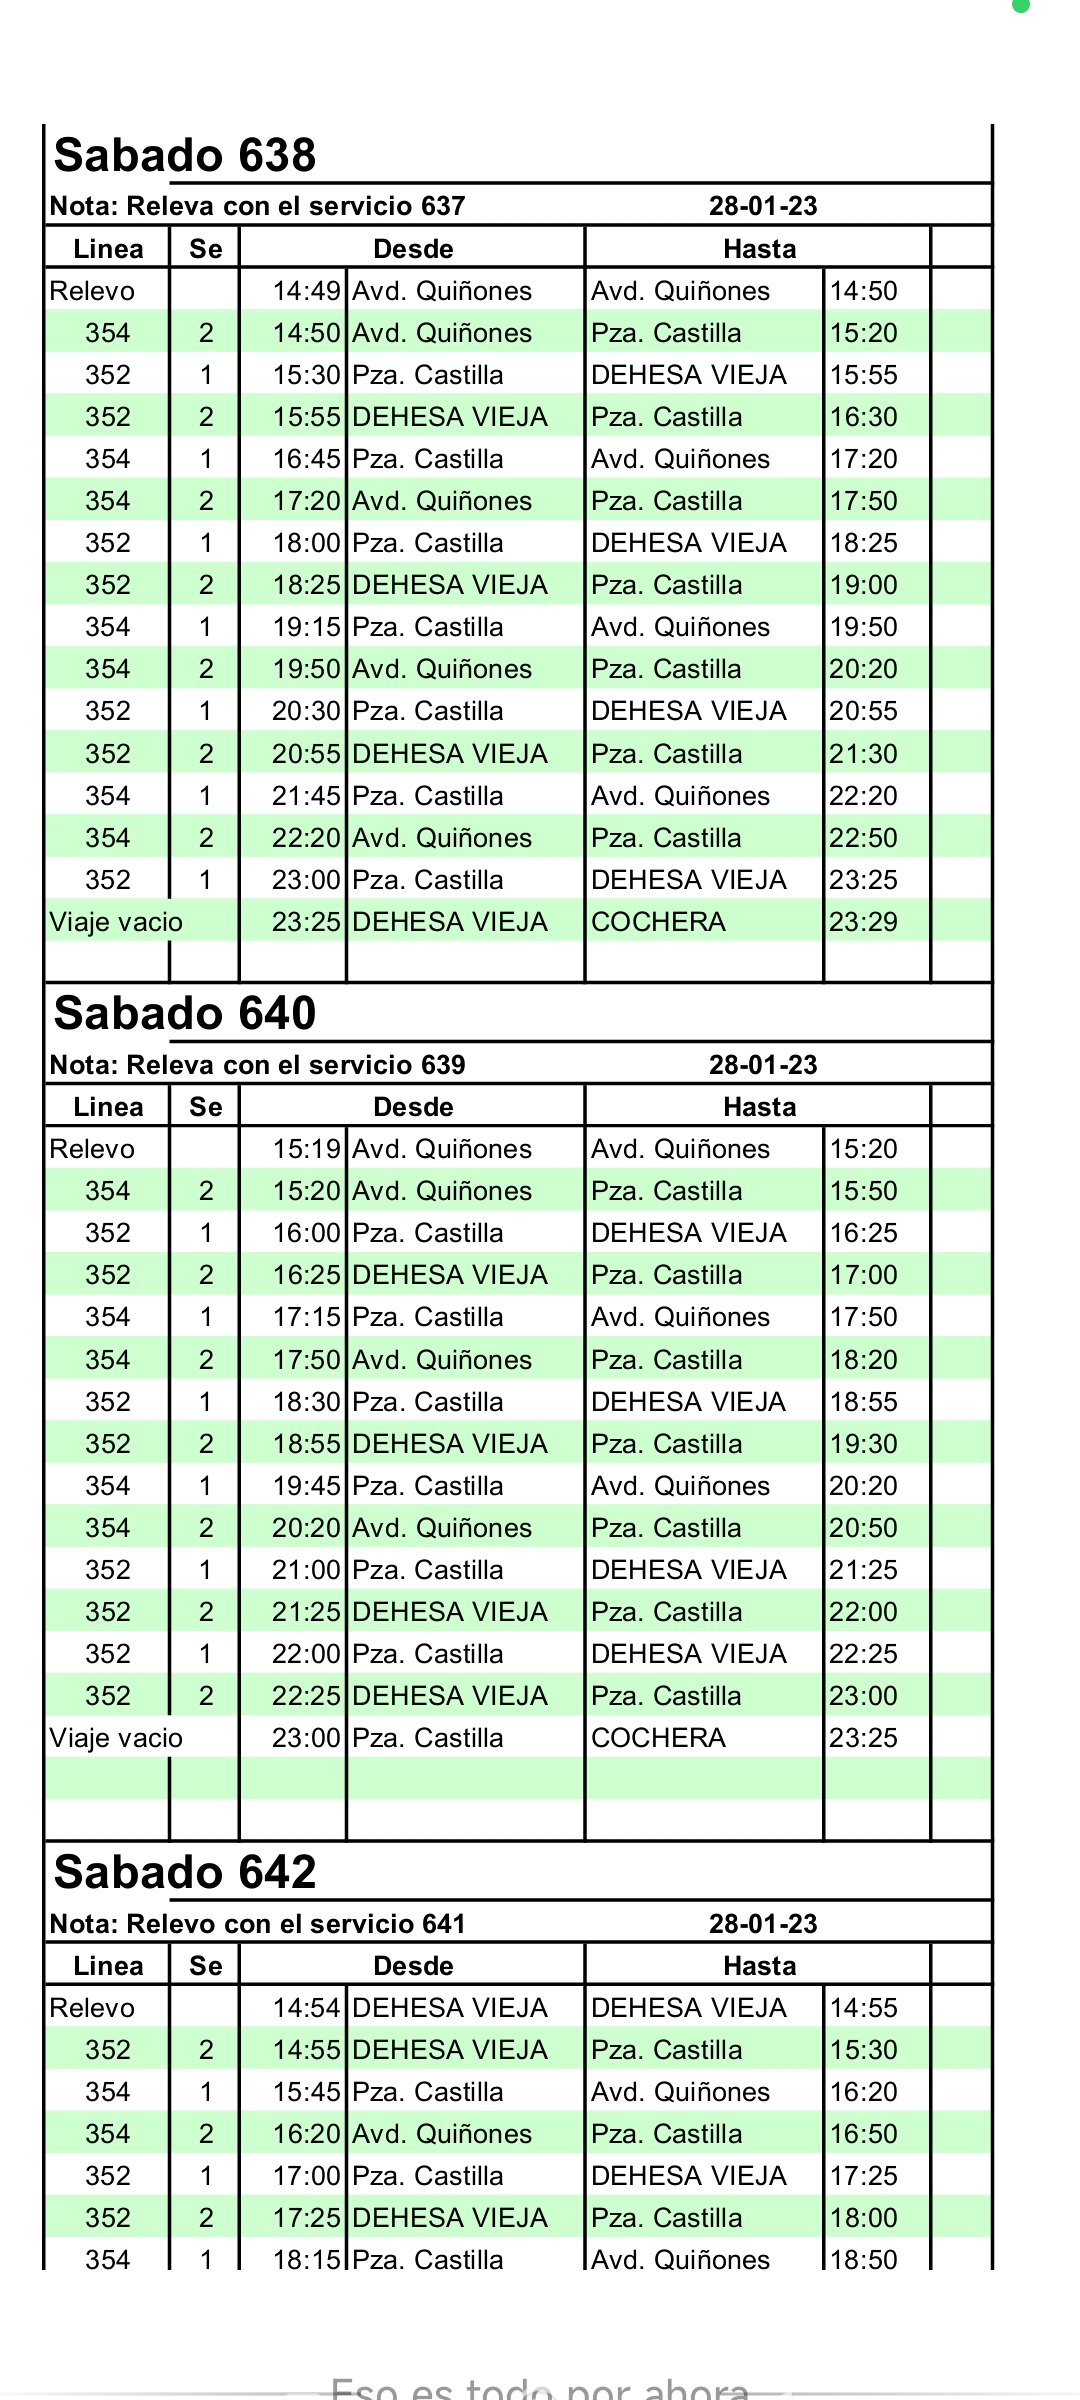 Sabado 638
Nota: Releva con el servicio 637 28-01-23
Linea Se Desde Hasta
Relevo 14:49 Avd. Quiñones Avd. Quiñones 14:50
354 2 14:50 Avd. Quiñones Pza. Castilla 15:20
352 1 15:30 Pza. Castilla DEHESA VIEJA 15:55
352 2 15:55 DEHESA VIEJA Pza. Castilla 16:30
354 1 16:45 Pza. Castilla Avd. Quiñones 17:20
354 2 17:20 Avd. Quiñones Pza. Castilla 17:50
352 1 18:00 Pza. Castilla DEHESA VIEJA 18:25
352 2 18:25 DEHESA VIEJA Pza. Castilla 19:00
354 1 19:15 Pza. Castilla Avd. Quiñones 19:50
354 2 19:50 Avd. Quiñones Pza. Castilla 20:20
352 1 20:30 Pza. Castilla DEHESA VIEJA 20:55
352 2 20:55 DEHESA VIEJA Pza. Castilla 21:30
354 1 21:45 Pza. Castilla Avd. Quiñones 22:20
354 2 22:20 Avd. Quiñones Pza. Castilla 22:50
352 1 23:00 Pza. Castilla DEHESA VIEJA 23:25
Viaje vacio 23:25 DEHESA VIEJA COCHERA 23:29
Sabado 640
Nota: Releva con el servicio 639 28-01-23
Linea Se Desde Hasta
Relevo 15:19 Avd. Quiñones Avd. Quiñones 15:20
354 2 15:20 Avd. Quiñones Pza. Castilla 15:50
352 1 16:00 Pza. Castilla DEHESA VIEJA 16:25
352 2 16:25 DEHESA VIEJA Pza. Castilla 17:00
354 1 17:15 Pza. Castilla Avd. Quiñones 17:50
354 2 17:50 Avd. Quiñones Pza. Castilla 18:20
352 1 18:30 Pza. Castilla DEHESA VIEJA 18:55
352 2 18:55 DEHESA VIEJA Pza. Castilla 19:30
354 1 19:45 Pza. Castilla Avd. Quiñones 20:20
354 2 20:20 Avd. Quiñones Pza. Castilla 20:50
352 1 21:00 Pza. Castilla DEHESA VIEJA 21:25
352 2 21:25 DEHESA VIEJA Pza. Castilla 22:00
352 1 22:00 Pza. Castilla DEHESA VIEJA 22:25
352 2 22:25 DEHESA VIEJA Pza. Castilla 23:00
Viaje vacio 23:00 Pza. Castilla COCHERA 23:25
Sabado 642
Nota: Relevo con el servicio 641 28-01-23
Linea Se Desde Hasta
Relevo 14:54 DEHESA VIEJA DEHESA VIEJA 14:55
352 2 14:55 DEHESA VIEJA Pza. Castilla 15:30
354 1 15:45 Pza. Castilla Avd. Quiñones 16:20
354 2 16:20 Avd. Quiñones Pza. Castilla 16:50
352 1 17:00 Pza. Castilla DEHESA VIEJA 17:25
352 2 17:25 DEHESA VIEJA Pza. Castilla 18:00
354 1 18:15 Pza. Castilla Avd. Quiñones 18:50
Eso es todo por ahora